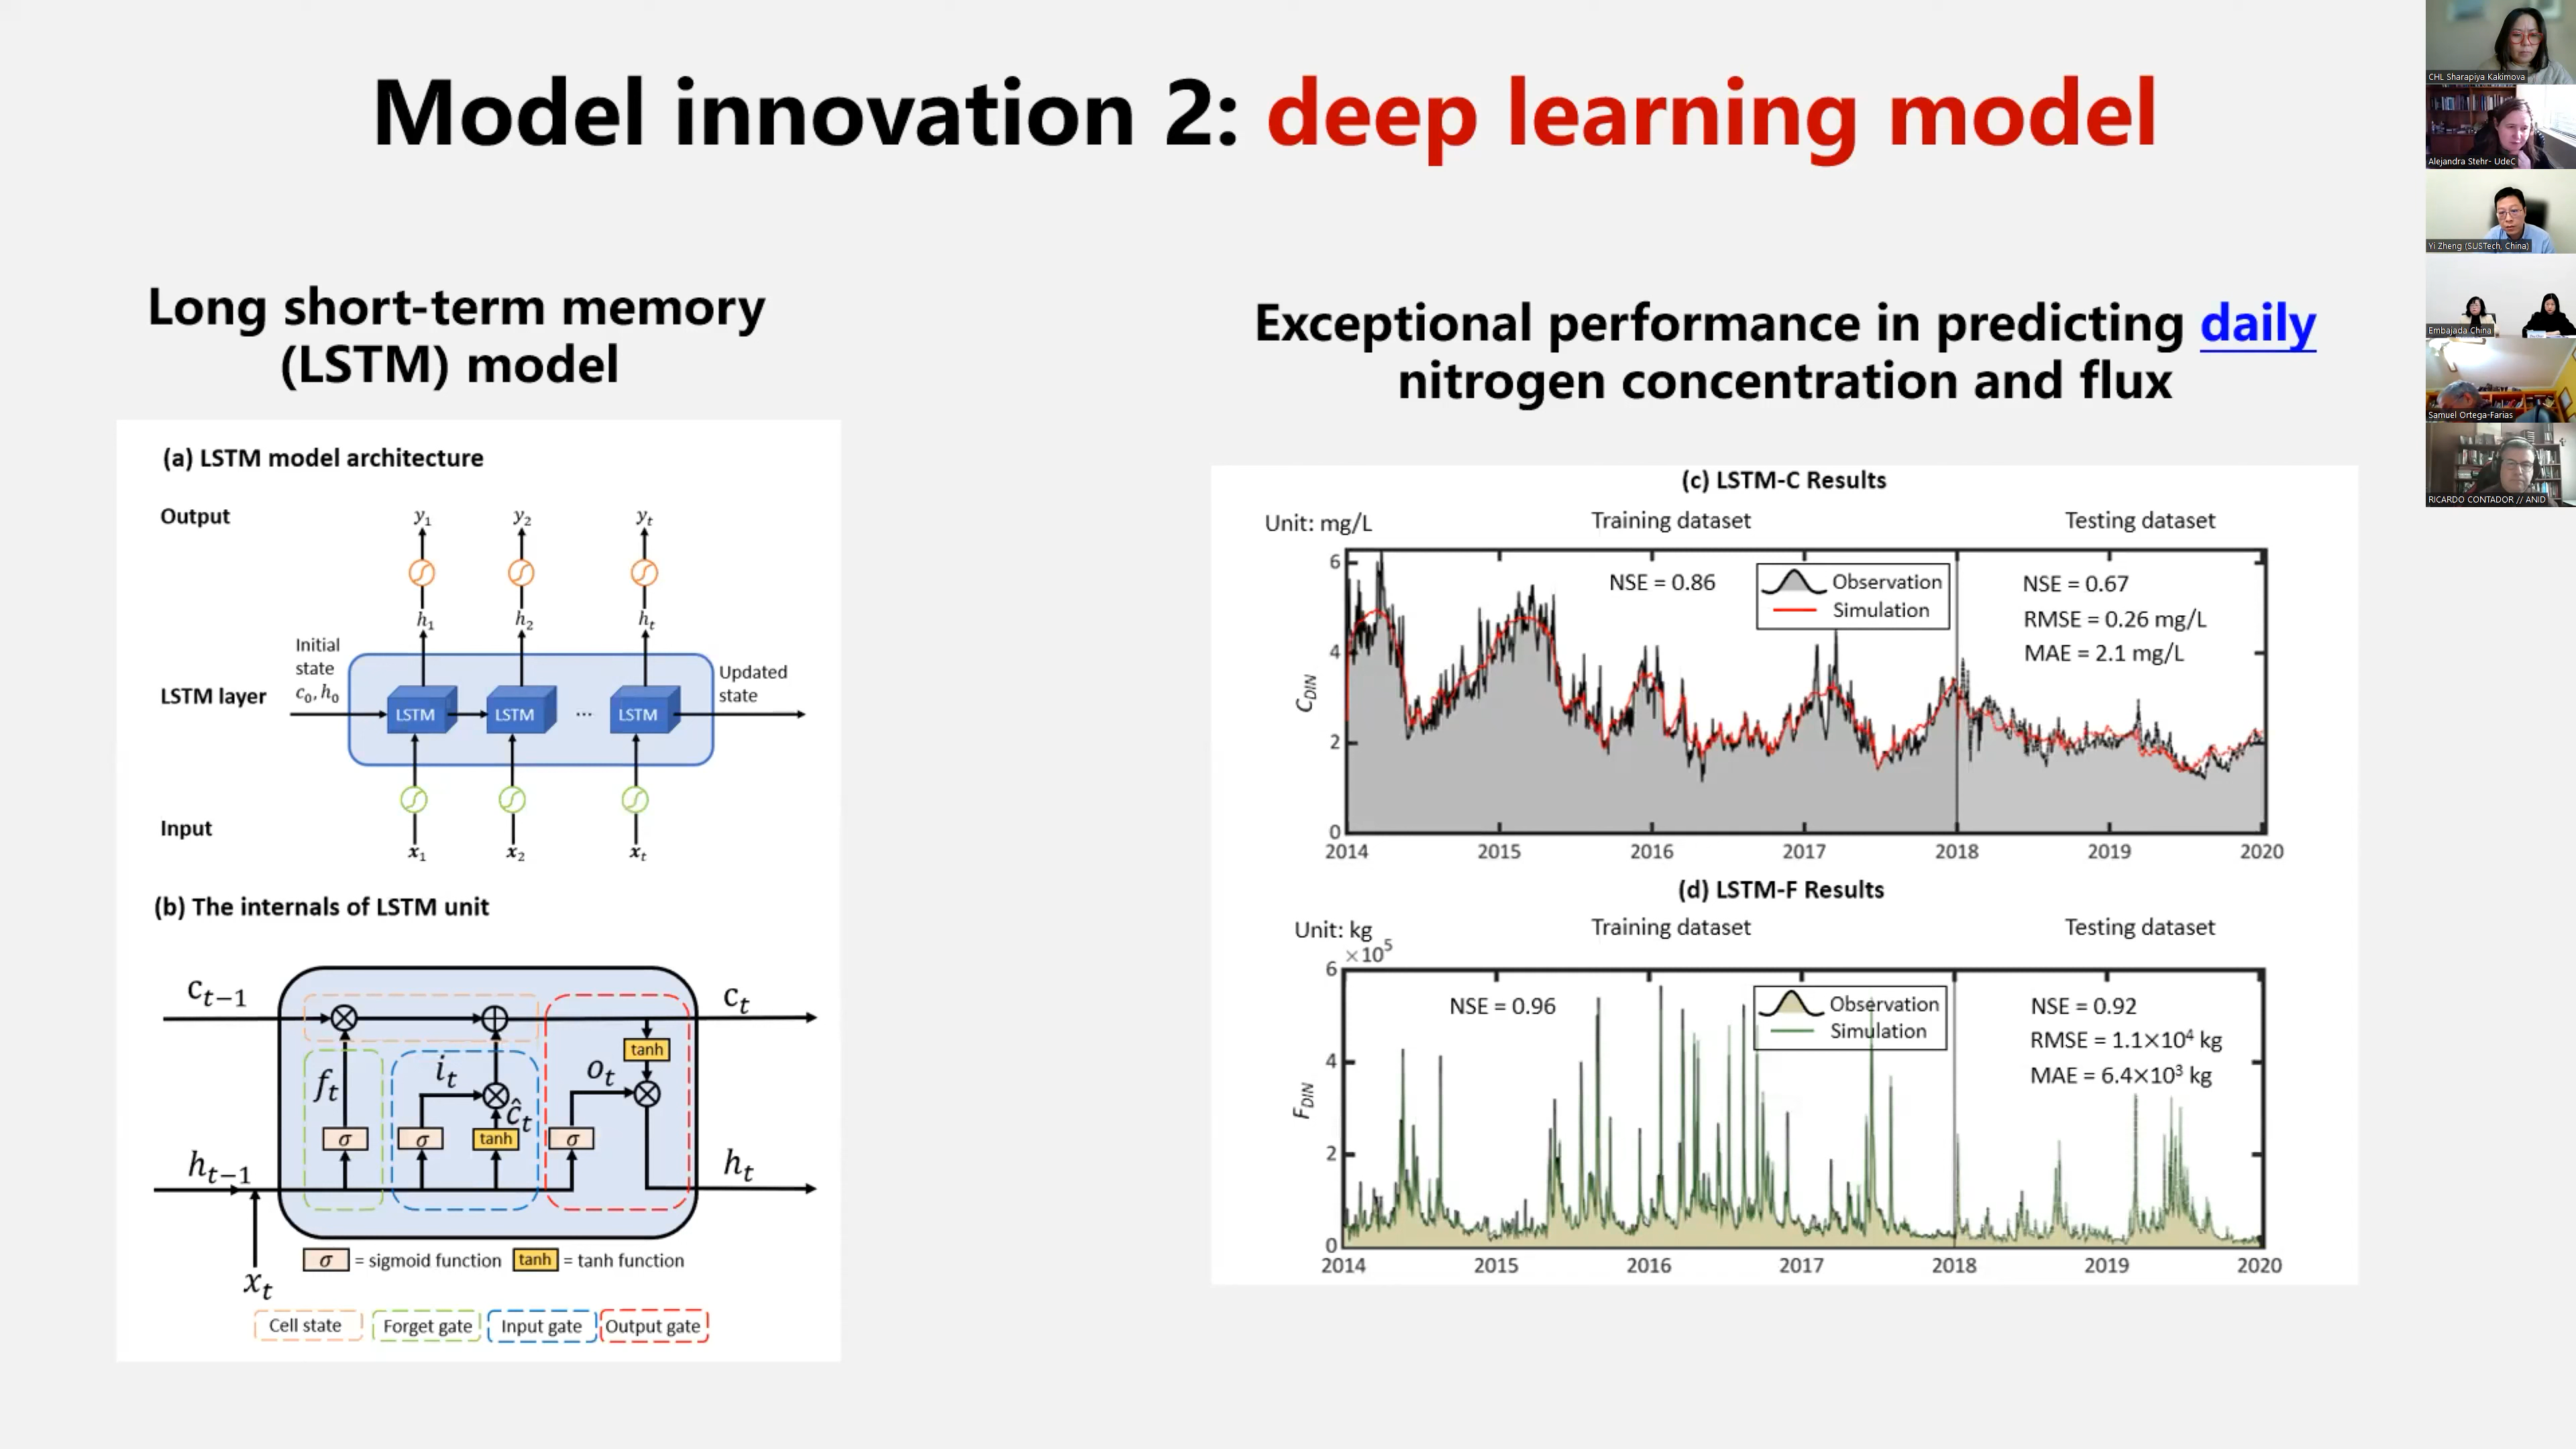 Model innovation 2: deep learning model
Long short-term memory
(LSTM) model
(a) LSTM model architecture
Output
y₁ y₂ yₜ
h₁ h₂ hₜ
Initial
state
c₀, h₀
Updated
state
LSTM layer
LSTM LSTM ... LSTM
Input
x₁ x₂ xₜ
(b) The internals of LSTM unit
cₜ₋₁
cₜ
tanh
fₜ
iₜ
oₜ
ĉₜ
σ σ tanh σ
hₜ₋₁
hₜ
xₜ
σ = sigmoid function tanh = tanh function
Cell state Forget gate Input gate Output gate
Exceptional performance in predicting daily
nitrogen concentration and flux
(c) LSTM-C Results
Unit: mg/L Training dataset Testing dataset
NSE = 0.86
Observation
Simulation
NSE = 0.67
RMSE = 0.26 mg/L
MAE = 2.1 mg/L
C_DIN
6
4
2
0
2014 2015 2016 2017 2018 2019 2020
(d) LSTM-F Results
Unit: kg Training dataset Testing dataset
×10⁵
NSE = 0.96
Observation
Simulation
NSE = 0.92
RMSE = 1.1×10⁴ kg
MAE = 6.4×10³ kg
F_DIN
6
4
2
0
2014 2015 2016 2017 2018 2019 2020
CHL Sharapiya Kakimova
Alejandra Stehr- UdeC
Yi Zheng (SUSTech, China)
Embajada China
Samuel Ortega-Farias
RICARDO CONTADOR // ANID